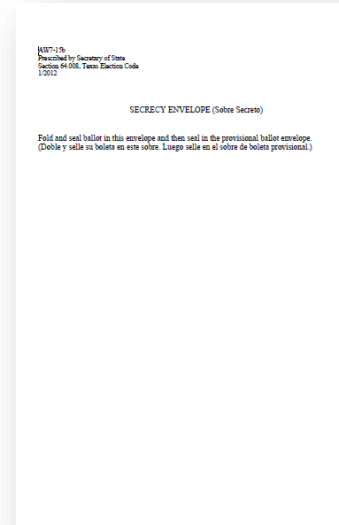 AW7-15b
Prescribed by Secretary of State
Section 64.008, Texas Election Code
1/2012
SECRECY ENVELOPE (Sobre Secreto)
Fold and seal ballot in this envelope and then seal in the provisional ballot envelope.
(Doble y selle su boleta en este sobre. Luego selle en el sobre de boleta provisional.)